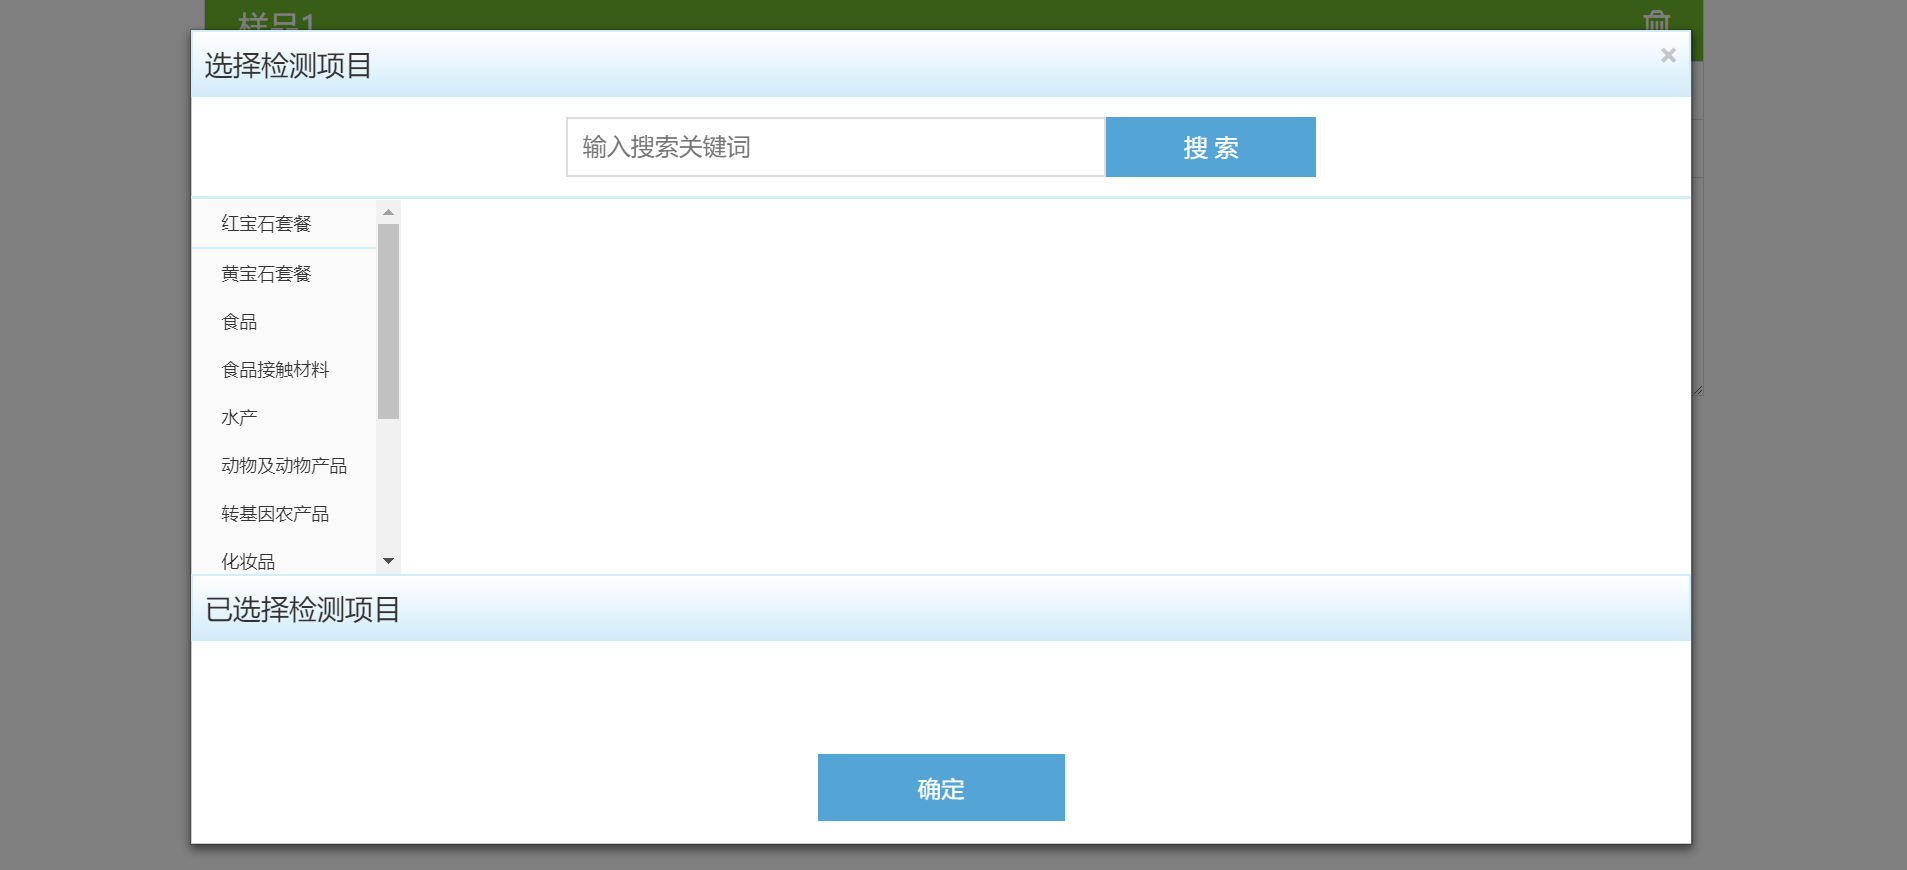 样品1
选择检测项目
×
输入搜索关键词
搜 索
红宝石套餐
黄宝石套餐
食品
食品接触材料
水产
动物及动物产品
转基因农产品
化妆品
已选择检测项目
确定